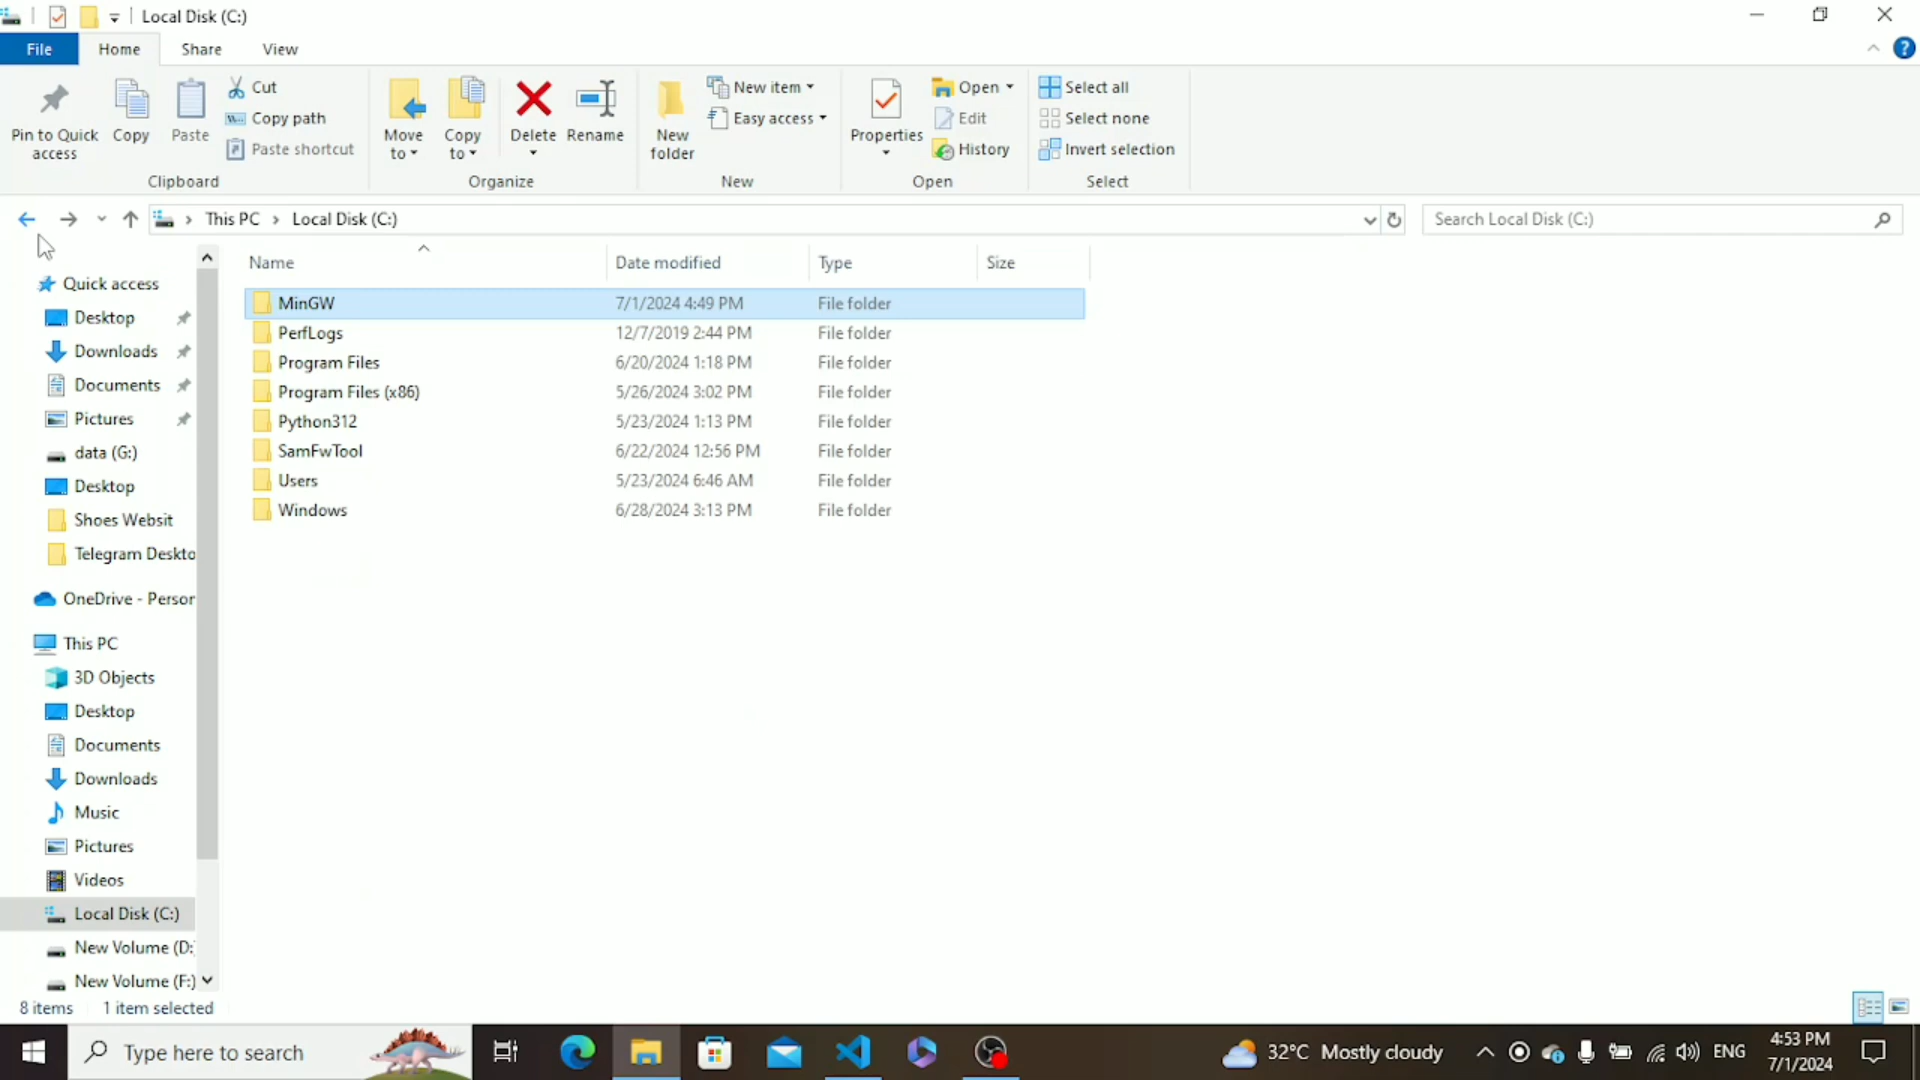 Local Disk (C:)
File Home Share View
Pin to Quick access
Copy
Paste
Cut
Copy path
Paste shortcut
Clipboard
Move to
Copy to
Delete
Rename
Organize
New folder
New item
Easy access
New
Properties
Open
Edit
History
Open
Select all
Select none
Invert selection
Select
This PC Local Disk (C:)
Search Local Disk (C:)
Name Date modified Type Size
MinGW 7/1/2024 4:49 PM File folder
PerfLogs 12/7/2019 2:44 PM File folder
Program Files 6/20/2024 1:18 PM File folder
Program Files (x86) 5/26/2024 3:02 PM File folder
Python312 5/23/2024 1:13 PM File folder
SamFwTool 6/22/2024 12:56 PM File folder
Users 5/23/2024 6:46 AM File folder
Windows 6/28/2024 3:13 PM File folder
Quick access
Desktop
Downloads
Documents
Pictures
data (G:)
Desktop
Shoes Websit
Telegram Deskto
OneDrive - Person
This PC
3D Objects
Desktop
Documents
Downloads
Music
Pictures
Videos
Local Disk (C:)
New Volume (D:
New Volume (F:)
8 items 1 item selected
Type here to search
32°C Mostly cloudy
ENG
4:53 PM
7/1/2024